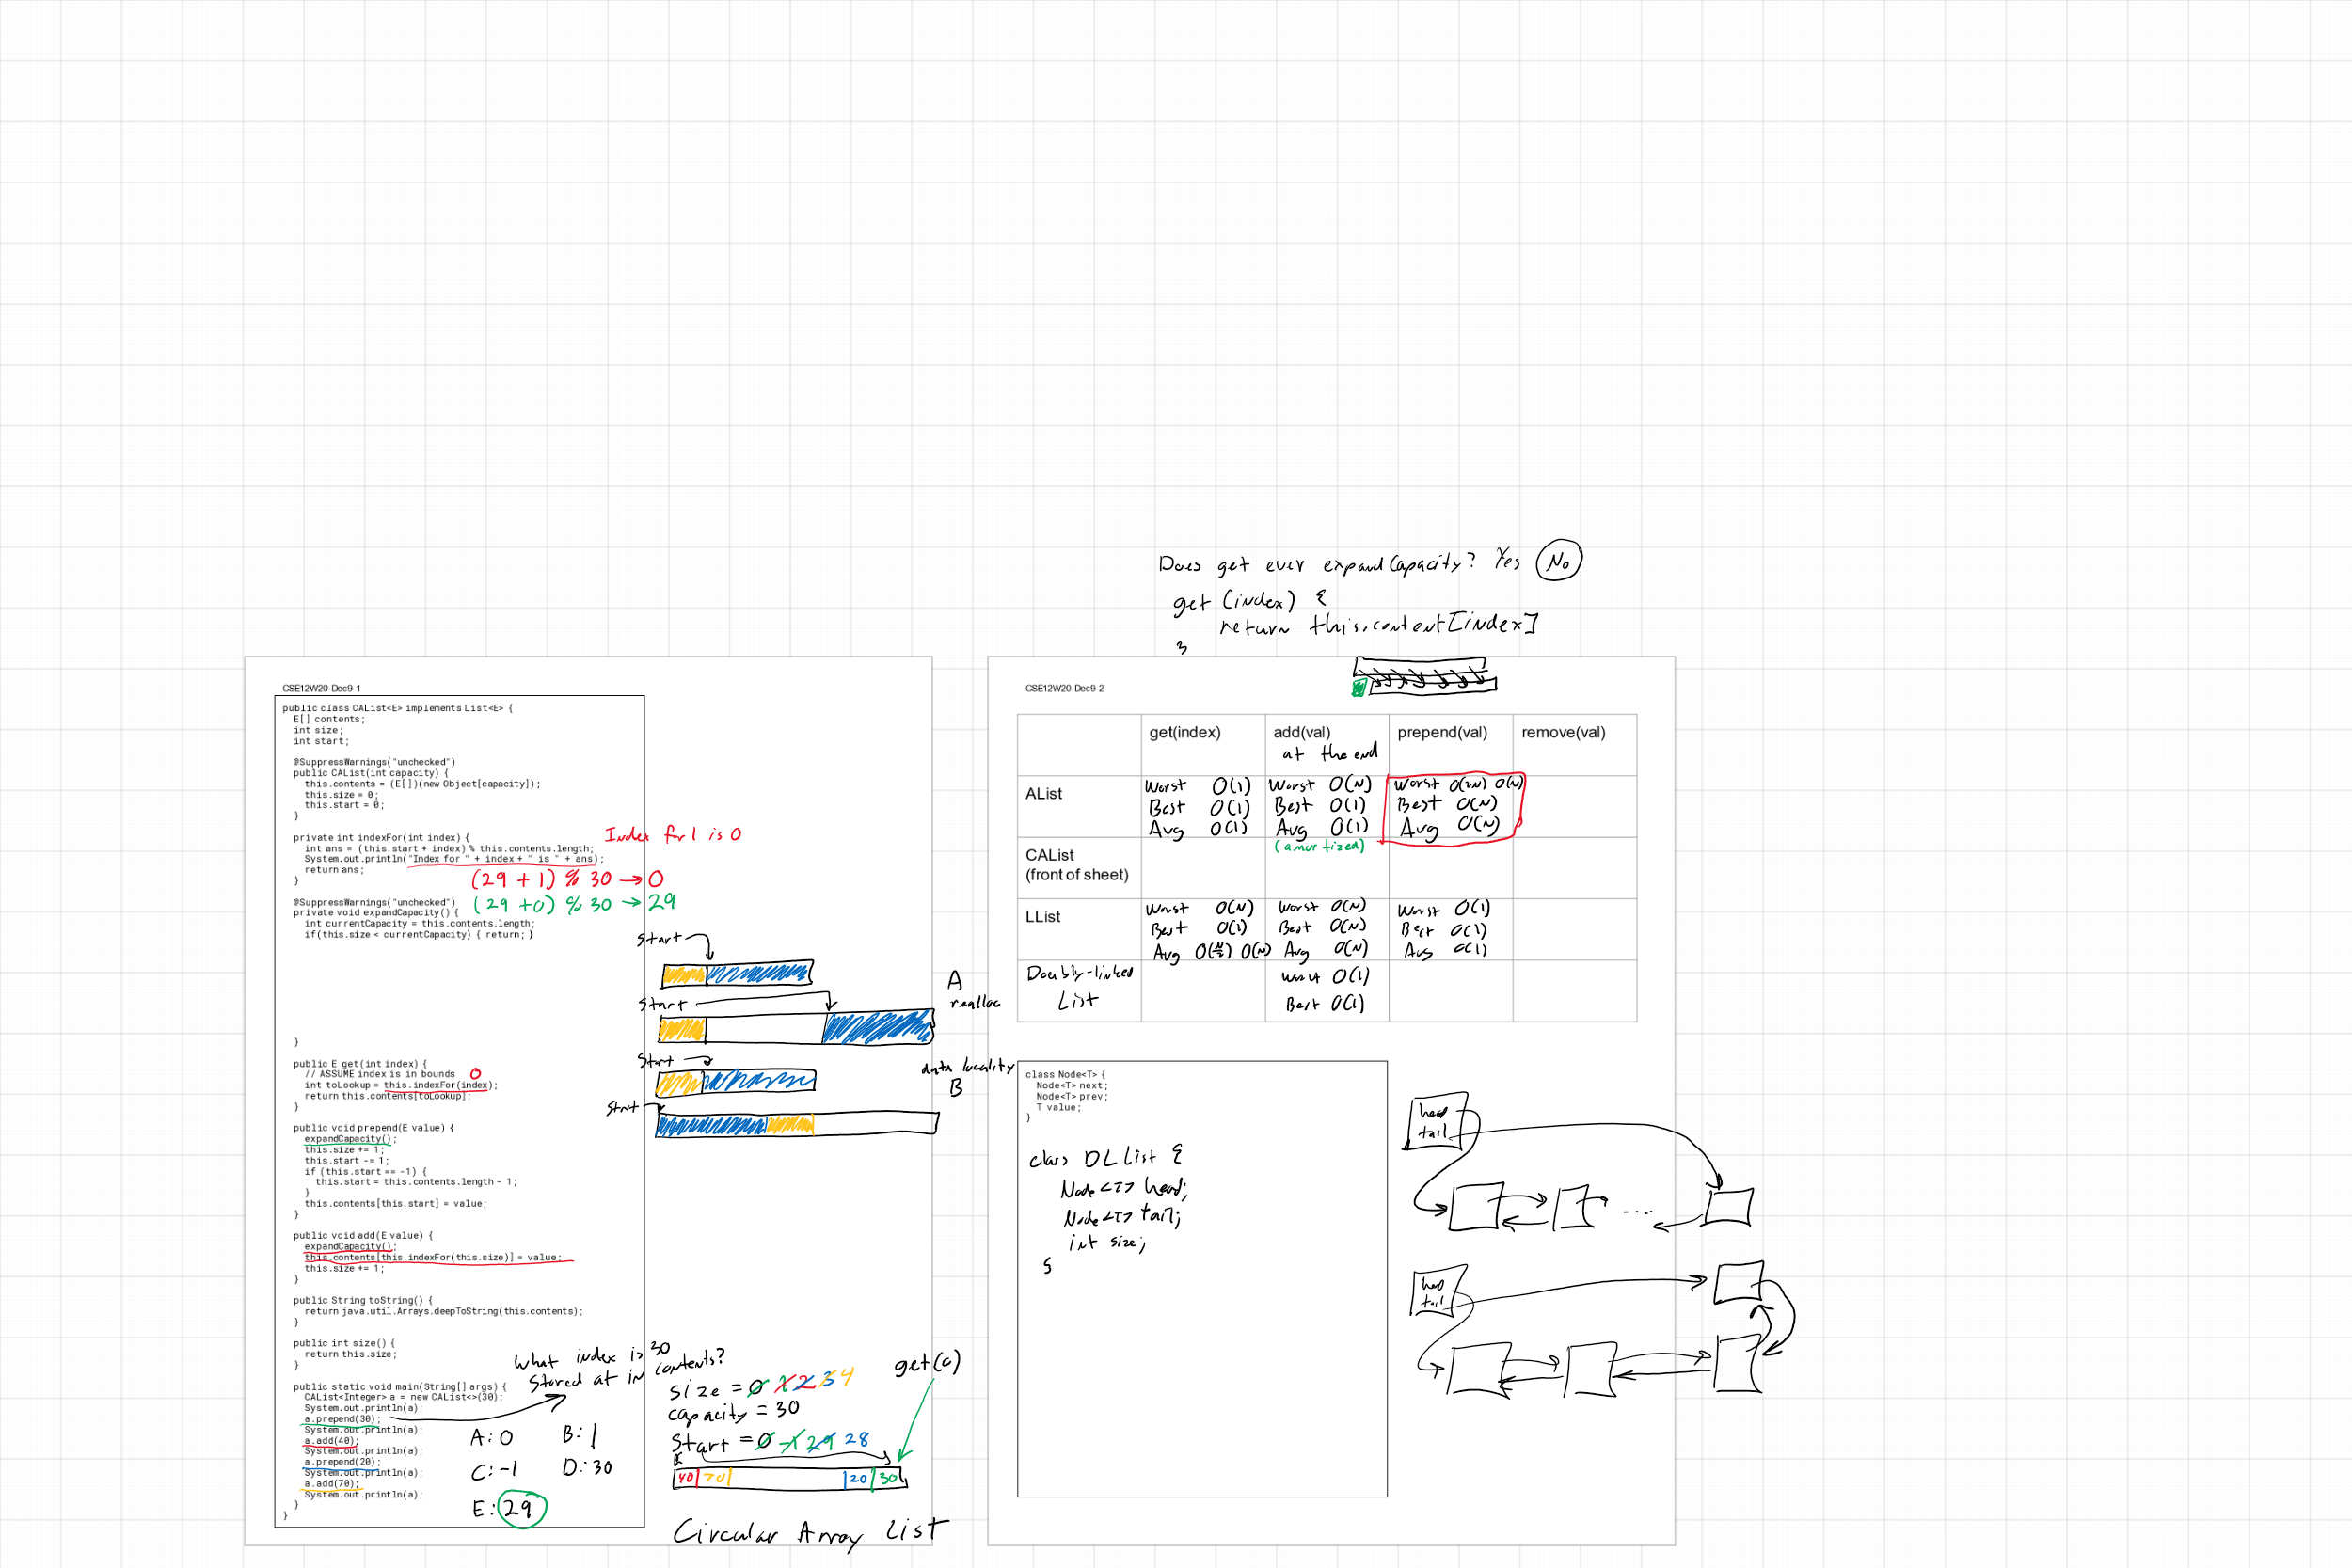 Does get ever expandCapacity? Yes No
get (index) {
return this.content[index]
}
CSE12W20-Dec9-1
public class CAList<E> implements List<E> {
E[] contents;
int size;
int start;
@SuppressWarnings("unchecked")
public CAList(int capacity) {
this.contents = (E[])(new Object[capacity]);
this.size = 0;
this.start = 0;
}
private int indexFor(int index) {
int ans = (this.start + index) % this.contents.length;
System.out.println("Index for " + index + " is " + ans);
return ans;
}
Index for 1 is 0
(29 + 1) % 30 → 0
(29 + 0) % 30 → 29
@SuppressWarnings("unchecked")
private void expandCapacity() {
int currentCapacity = this.contents.length;
if(this.size < currentCapacity) { return; }
}
start
start
A
realloc
start
data locality
B
start
public E get(int index) {
// ASSUME index is in bounds
0
int toLookup = this.indexFor(index);
return this.contents[toLookup];
}
public void prepend(E value) {
expandCapacity();
this.size += 1;
this.start -= 1;
if (this.start == -1) {
this.start = this.contents.length - 1;
}
this.contents[this.start] = value;
}
public void add(E value) {
expandCapacity();
this.contents[this.indexFor(this.size)] = value;
this.size += 1;
}
public String toString() {
return java.util.Arrays.deepToString(this.contents);
}
public int size() {
return this.size;
}
public static void main(String[] args) {
CAList<Integer> a = new CAList<>(30);
System.out.println(a);
a.prepend(30);
System.out.println(a);
a.add(40);
System.out.println(a);
a.prepend(20);
System.out.println(a);
a.add(70);
System.out.println(a);
}
}
What index is 30
stored at in contents?
A: 0 B: 1
C: -1 D: 30
E: 29
size = 0 1 2 3 4
capacity = 30
start = 0 -1 29 28
get(0)
40 70 20 30
Circular Array List
CSE12W20-Dec9-2
get(index) add(val) prepend(val) remove(val)
at the end
AList
Worst O(1) Worst O(N) Worst O(2N) O(N)
Best O(1) Best O(1) Best O(N)
Avg O(1) Avg O(1) Avg O(N)
(amortized)
CAList
(front of sheet)
LList
Worst O(N) Worst O(N) Worst O(1)
Best O(1) Best O(N) Best O(1)
Avg O(N/2) O(N) Avg O(N) Avg O(1)
Doubly-linked
List
Worst O(1)
Best O(1)
class Node<T> {
Node<T> next;
Node<T> prev;
T value;
}
class DLList {
Node<T> head;
Node<T> tail;
int size;
}
head
tail
...
head
tail